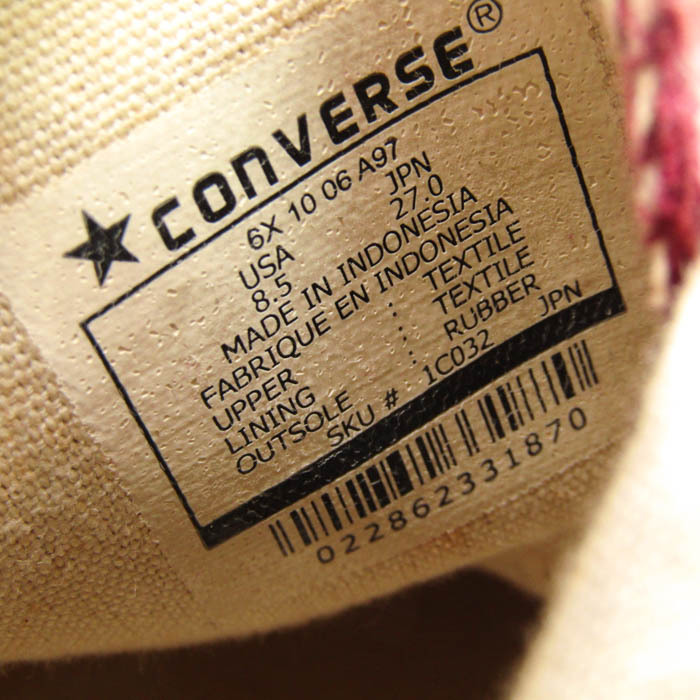 CONVERSE®
6X 10 06 A97
USA JPN
8.5 27.0
MADE IN INDONESIA
FABRIQUE EN INDONESIA
UPPER : TEXTILE
LINING : TEXTILE
OUTSOLE : RUBBER
SKU # 1C032 JPN
022862331870